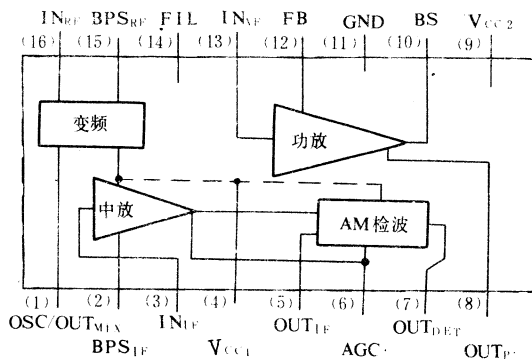 IN_RF BPS_RF FIL IN_VF FB GND BS V_CC2
(16) (15) (14) (13) (12) (11) (10) (9)
变频
功放
中放
AM检波
(1) (2) (3) (4) (5) (6) (7) (8)
OSC/OUT_MIX IN_IF OUT_IF OUT_DET
BPS_IF V_CC1 AGC OUT_P